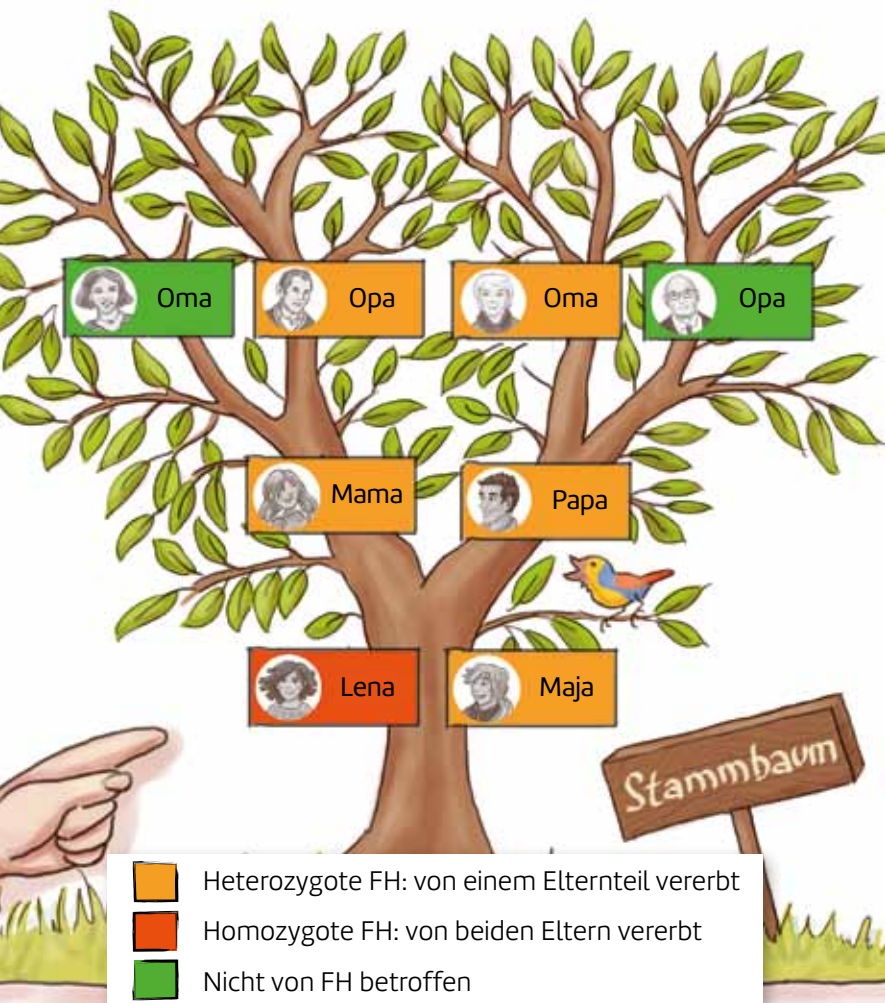 Oma
Opa
Oma
Opa
Mama
Papa
Lena
Maja
Stammbaum
Heterozygote FH: von einem Elternteil vererbt
Homozygote FH: von beiden Eltern vererbt
Nicht von FH betroffen